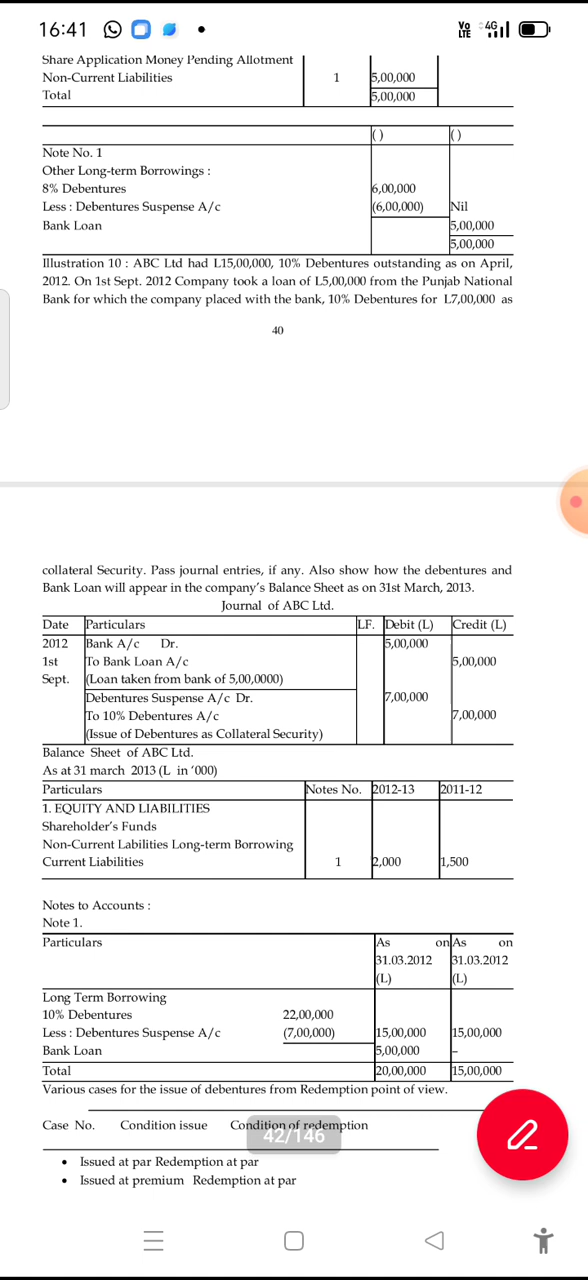 16:41 Vo LTE 4G
Share Application Money Pending Allotment
Non-Current Liabilities 1 5,00,000
Total 5,00,000
() ()
Note No. 1
Other Long-term Borrowings :
8% Debentures 6,00,000
Less : Debentures Suspense A/c (6,00,000) Nil
Bank Loan 5,00,000
5,00,000
Illustration 10 : ABC Ltd had L15,00,000, 10% Debentures outstanding as on April,
2012. On 1st Sept. 2012 Company took a loan of L5,00,000 from the Punjab National
Bank for which the company placed with the bank, 10% Debentures for L7,00,000 as
40
collateral Security. Pass journal entries, if any. Also show how the debentures and
Bank Loan will appear in the company's Balance Sheet as on 31st March, 2013.
Journal of ABC Ltd.
Date Particulars LF. Debit (L) Credit (L)
2012 Bank A/c Dr. 5,00,000
1st To Bank Loan A/c 5,00,000
Sept. (Loan taken from bank of 5,00,0000)
Debentures Suspense A/c Dr. 7,00,000
To 10% Debentures A/c 7,00,000
(Issue of Debentures as Collateral Security)
Balance Sheet of ABC Ltd.
As at 31 march 2013 (L in '000)
Particulars Notes No. 2012-13 2011-12
1. EQUITY AND LIABILITIES
Shareholder's Funds
Non-Current Labilities Long-term Borrowing
Current Liabilities 1 2,000 1,500
Notes to Accounts :
Note 1.
Particulars As on As on
31.03.2012 31.03.2012
(L) (L)
Long Term Borrowing
10% Debentures 22,00,000
Less : Debentures Suspense A/c (7,00,000) 15,00,000 15,00,000
Bank Loan 5,00,000 –
Total 20,00,000 15,00,000
Various cases for the issue of debentures from Redemption point of view.
Case No. Condition issue Condition of redemption
42/146
• Issued at par Redemption at par
• Issued at premium Redemption at par